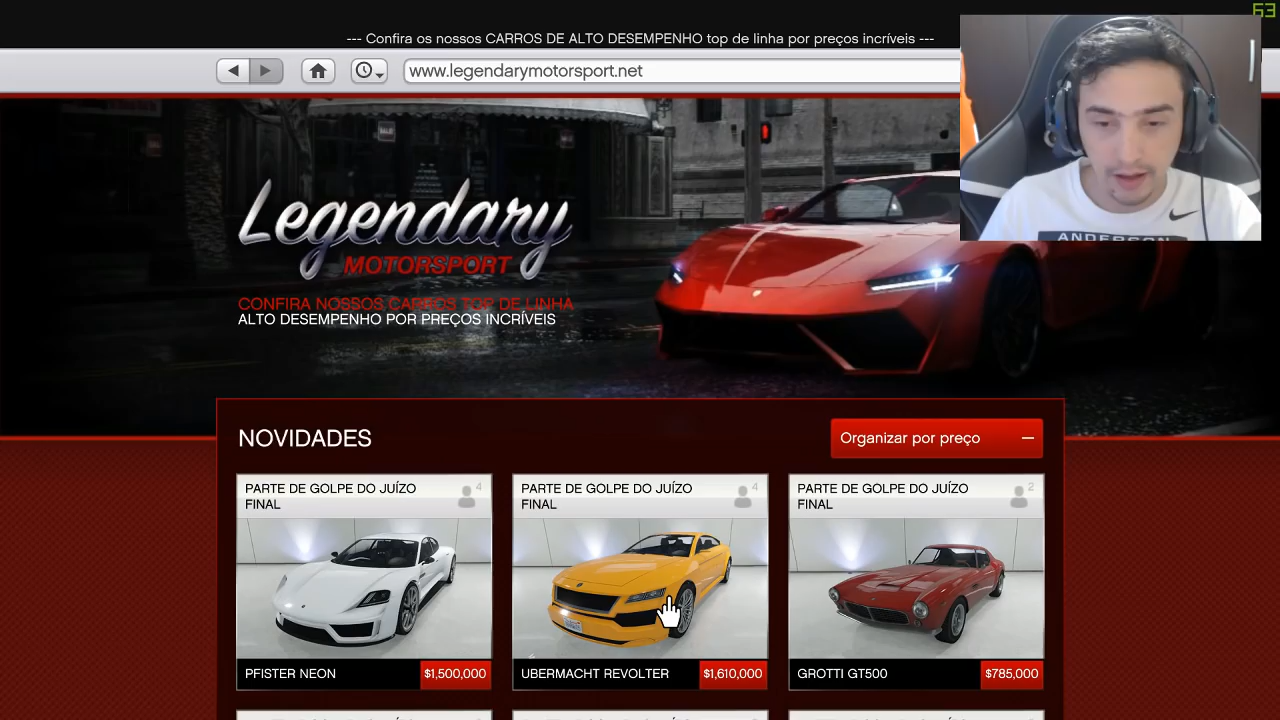 63
--- Confira os nossos CARROS DE ALTO DESEMPENHO top de linha por preços incríveis ---
www.legendarymotorsport.net
Legendary
MOTORSPORT
CONFIRA NOSSOS CARROS TOP DE LINHA
ALTO DESEMPENHO POR PREÇOS INCRÍVEIS
ANDERSON
NOVIDADES
Organizar por preço
PARTE DE GOLPE DO JUÍZO
FINAL
4
PARTE DE GOLPE DO JUÍZO
FINAL
4
PARTE DE GOLPE DO JUÍZO
FINAL
2
PFISTER NEON
$1,500,000
UBERMACHT REVOLTER
$1,610,000
GROTTI GT500
$785,000